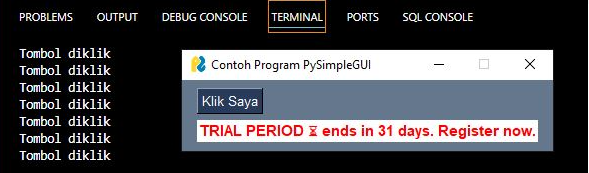 PROBLEMS OUTPUT DEBUG CONSOLE TERMINAL PORTS SQL CONSOLE
Tombol diklik
Tombol diklik
Tombol diklik
Tombol diklik
Tombol diklik
Tombol diklik
Tombol diklik
Contoh Program PySimpleGUI
Klik Saya
TRIAL PERIOD ⏳ ends in 31 days. Register now.